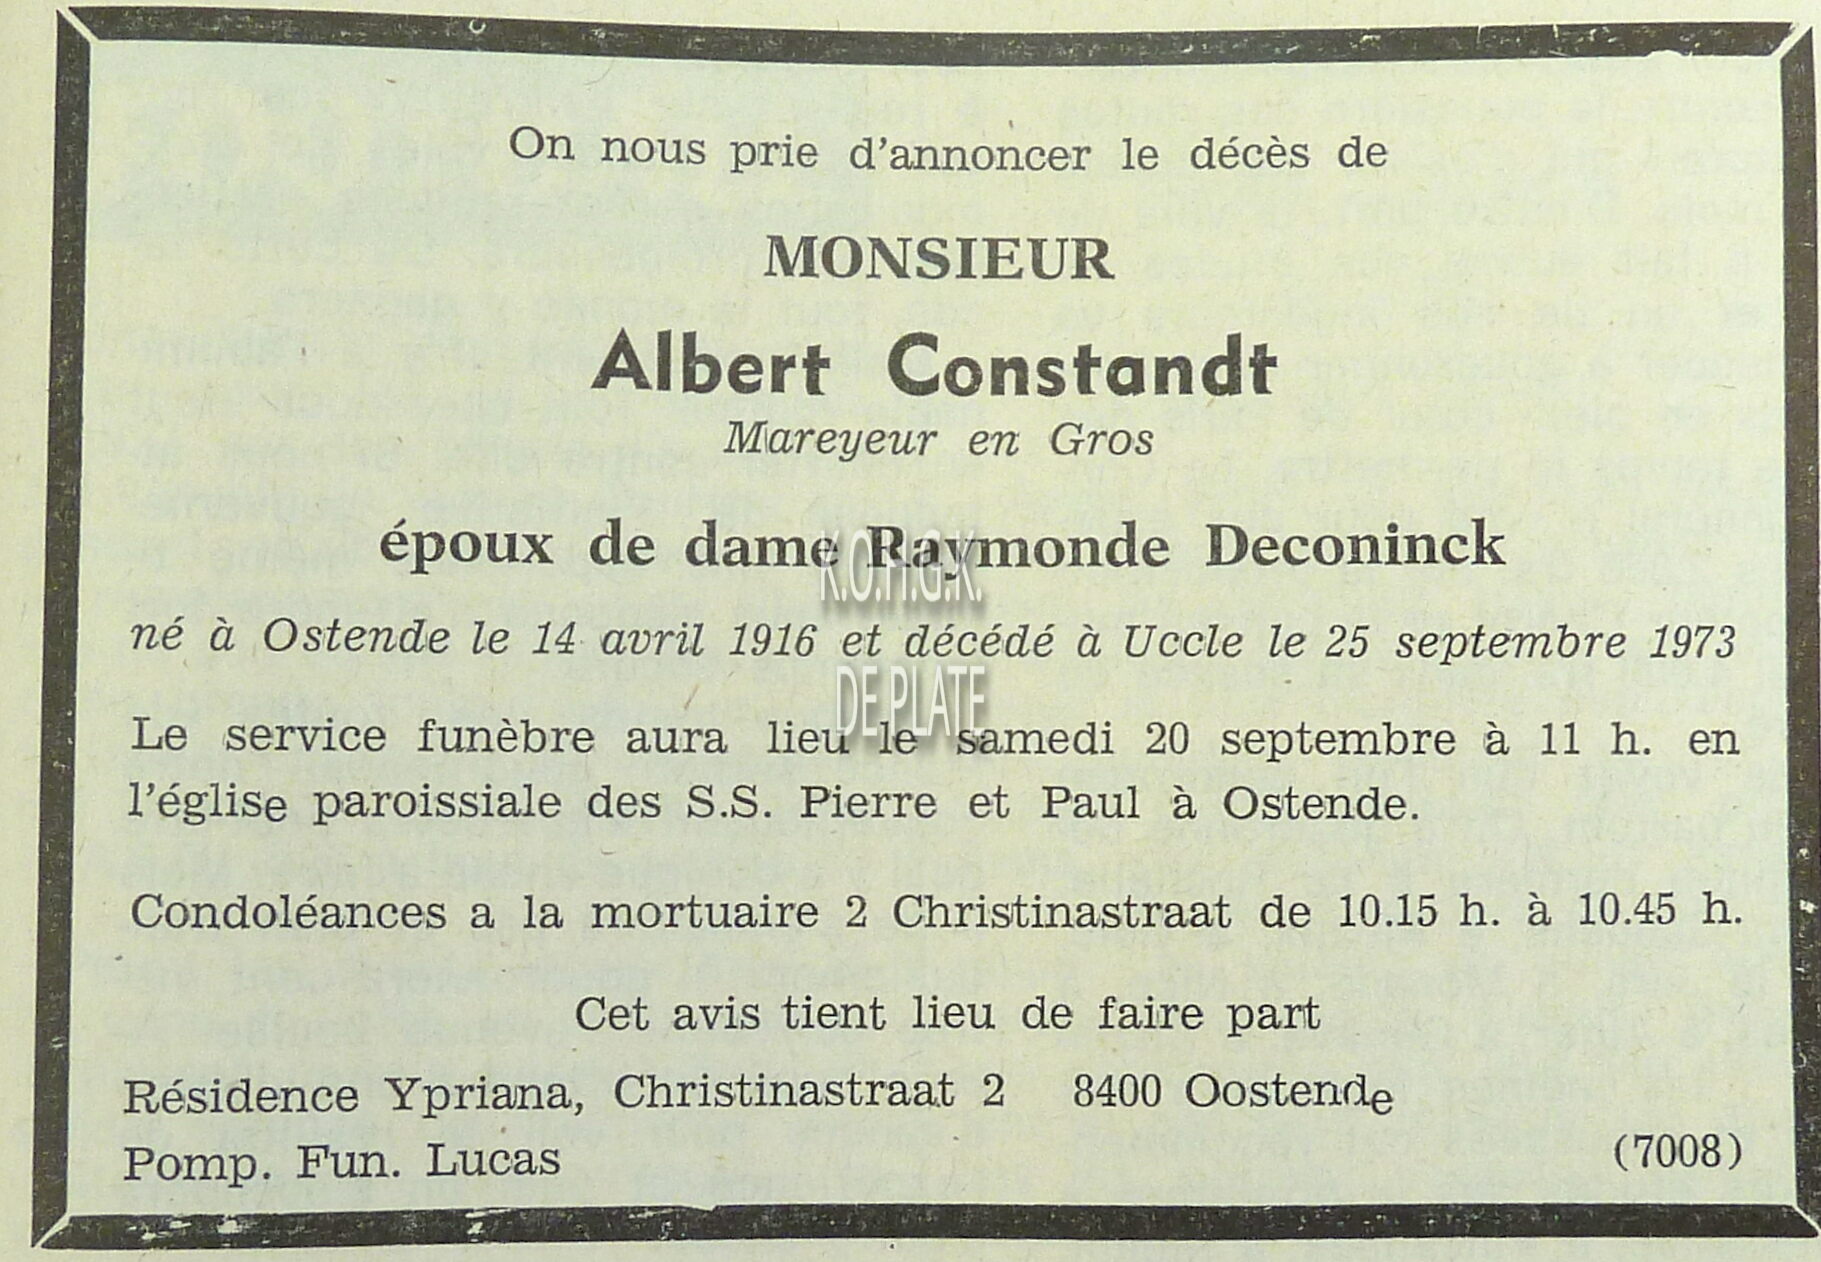 On nous prie d'annoncer le décès de
MONSIEUR
Albert Constandt
Mareyeur en Gros
époux de dame Raymonde Deconinck
K.O.H.G.K.
né à Ostende le 14 avril 1916 et décédé à Uccle le 25 septembre 1973
DE PLATE
Le service funèbre aura lieu le samedi 20 septembre à 11 h. en
l'église paroissiale des S.S. Pierre et Paul à Ostende.
Condoléances a la mortuaire 2 Christinastraat de 10.15 h. à 10.45 h.
Cet avis tient lieu de faire part
Résidence Ypriana, Christinastraat 2 8400 Oostende
Pomp. Fun. Lucas (7008)